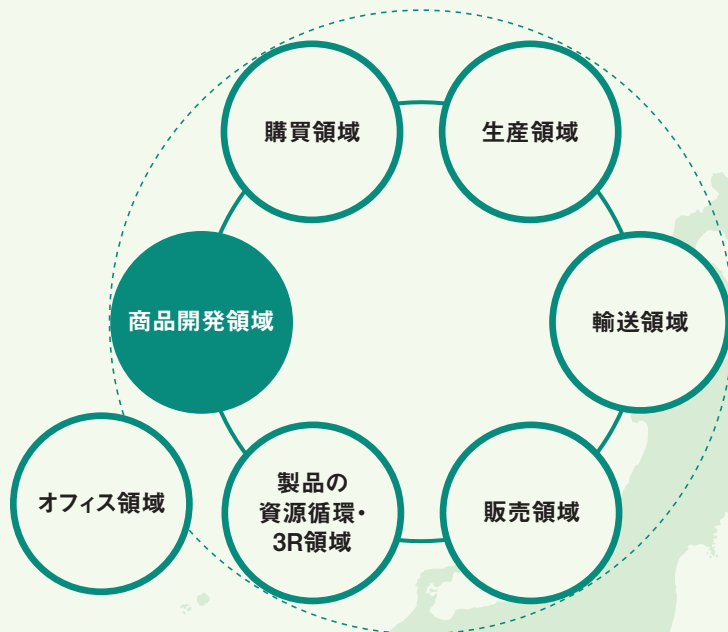 購買領域
生産領域
商品開発領域
輸送領域
オフィス領域
製品の
資源循環・
3R領域
販売領域